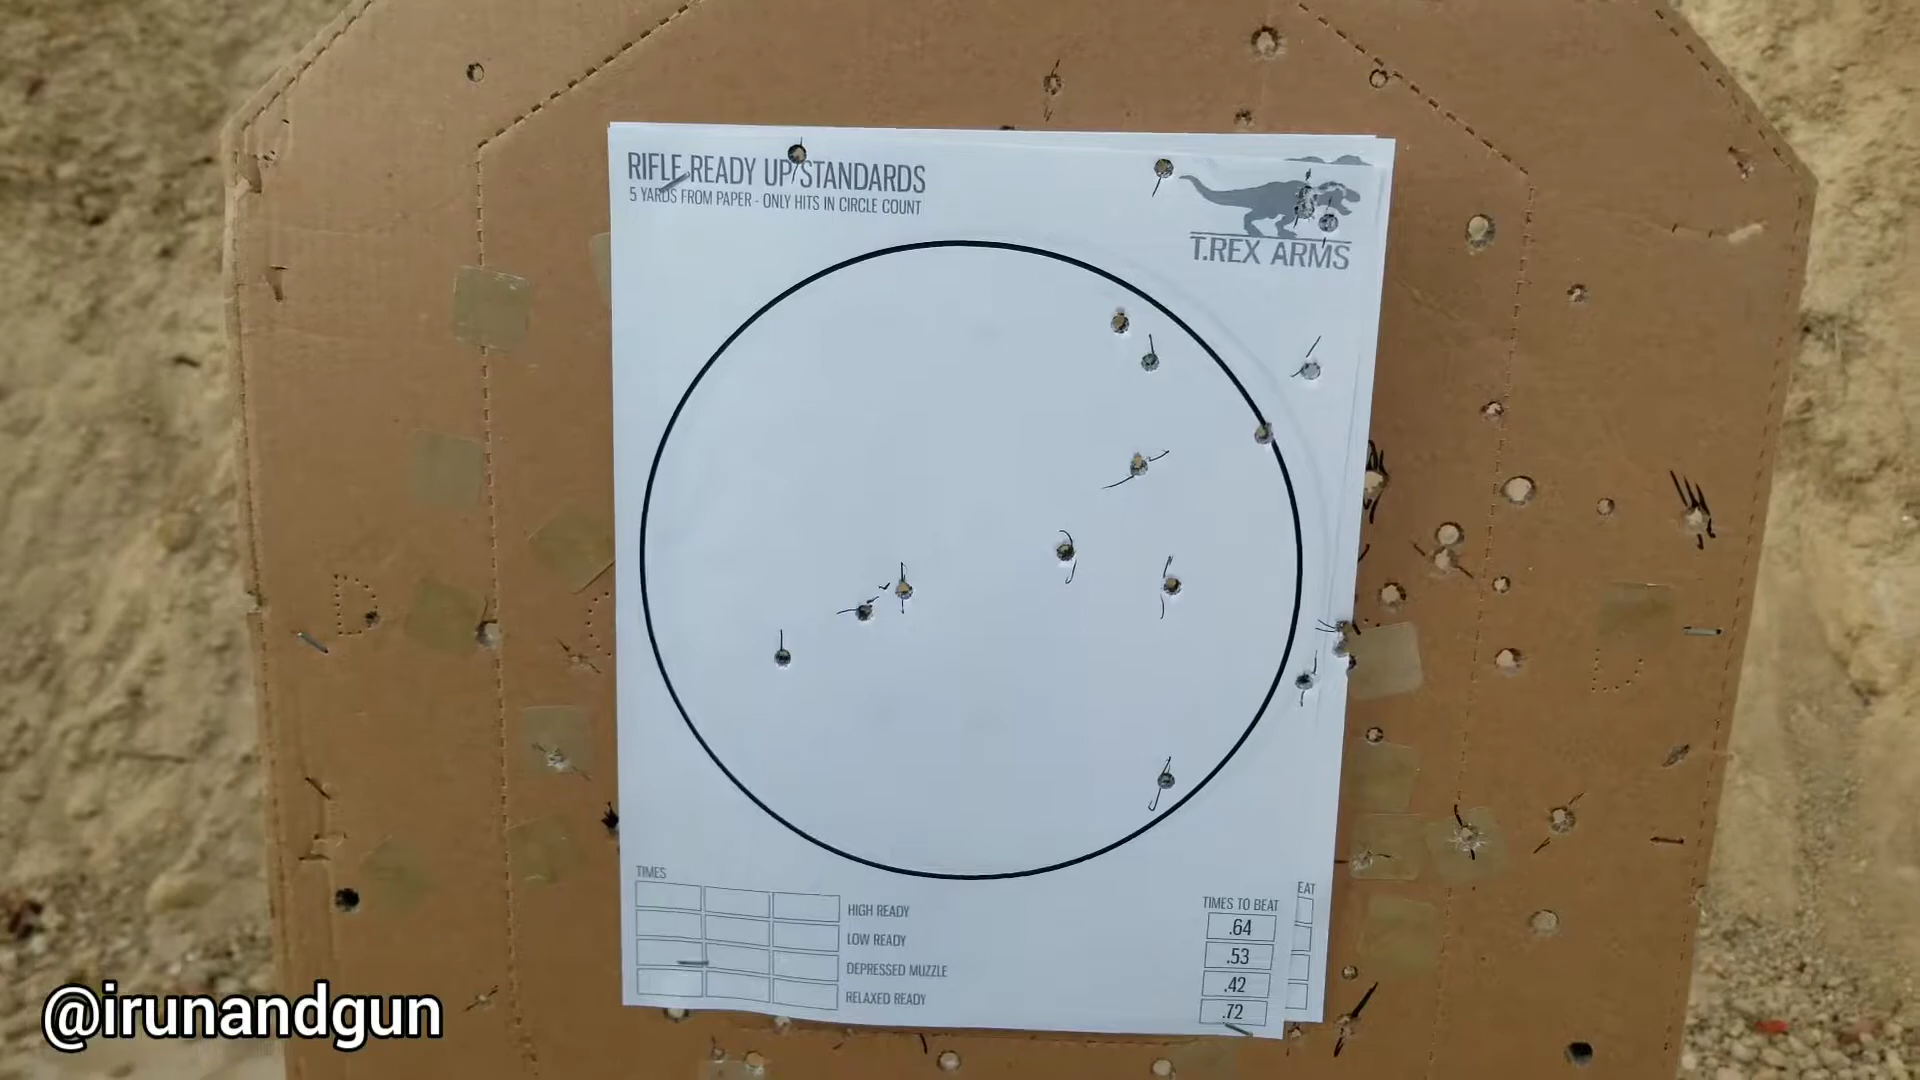 RIFLE READY UP STANDARDS
5 YARDS FROM PAPER - ONLY HITS IN CIRCLE COUNT
T.REX ARMS
D
C
D
TIMES
HIGH READY
LOW READY
DEPRESSED MUZZLE
RELAXED READY
TIMES TO BEAT
.64
.53
.42
.72
EAT
@irunandgun